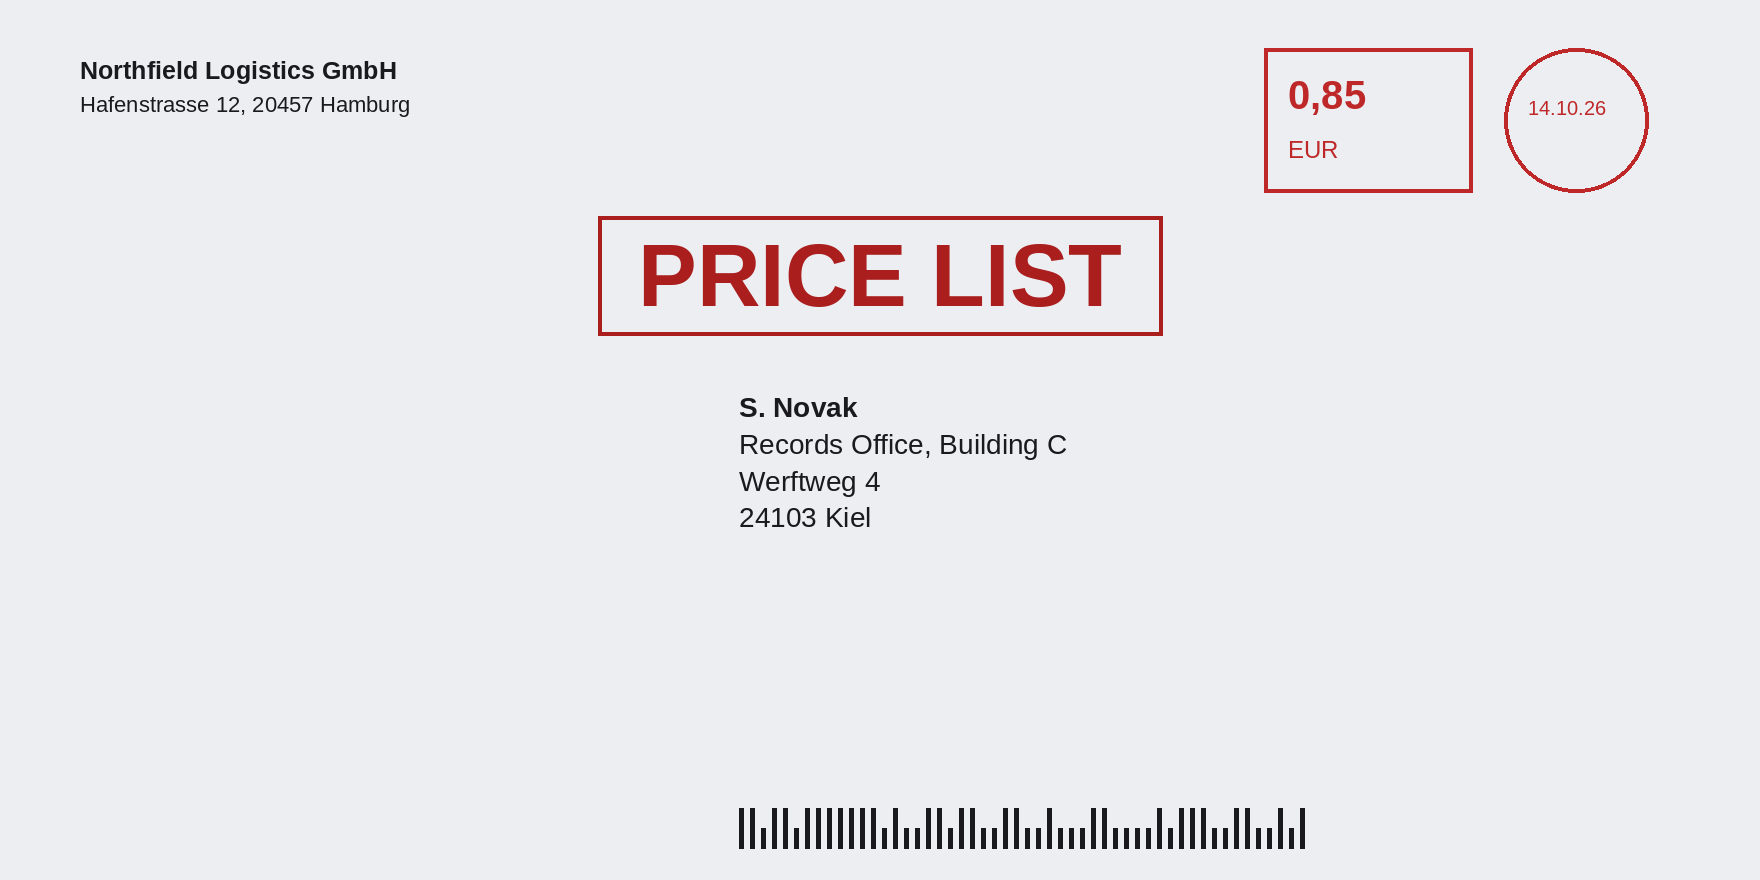 Northfield Logistics GmbH
Hafenstrasse 12, 20457 Hamburg
0,85
EUR
14.10.26
PRICE LIST
S. Novak
Records Office, Building C
Werftweg 4
24103 Kiel